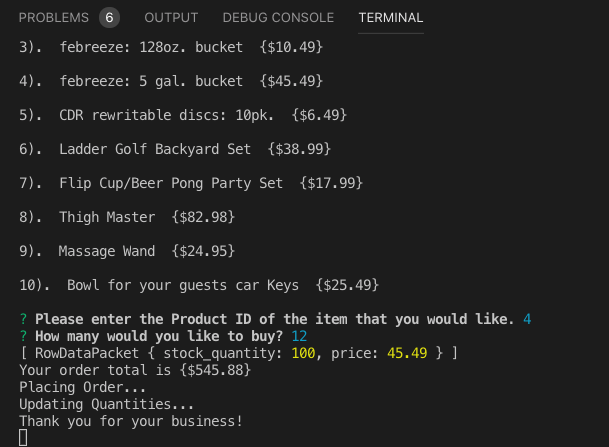 PROBLEMS 6 OUTPUT DEBUG CONSOLE TERMINAL
3). febreeze: 128oz. bucket {$10.49}
4). febreeze: 5 gal. bucket {$45.49}
5). CDR rewritable discs: 10pk. {$6.49}
6). Ladder Golf Backyard Set {$38.99}
7). Flip Cup/Beer Pong Party Set {$17.99}
8). Thigh Master {$82.98}
9). Massage Wand {$24.95}
10). Bowl for your guests car Keys {$25.49}
? Please enter the Product ID of the item that you would like. 4
? How many would you like to buy? 12
[ RowDataPacket { stock_quantity: 100, price: 45.49 } ]
Your order total is {$545.88}
Placing Order...
Updating Quantities...
Thank you for your business!